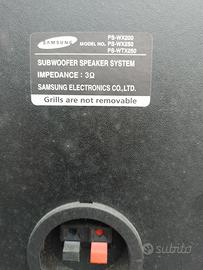 SAMSUNG
PS-WX200
MODEL NO. PS-WX250
PS-WTX250
SUBWOOFER SPEAKER SYSTEM
IMPEDANCE : 3Ω
SAMSUNG ELECTRONICS CO.,LTD.
Grills are not removable
subito